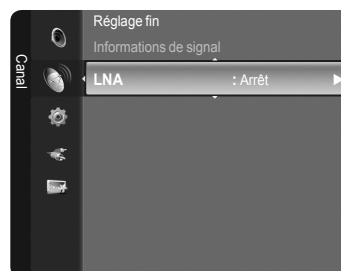 Canal
Réglage fin
Informations de signal
LNA : Arrêt